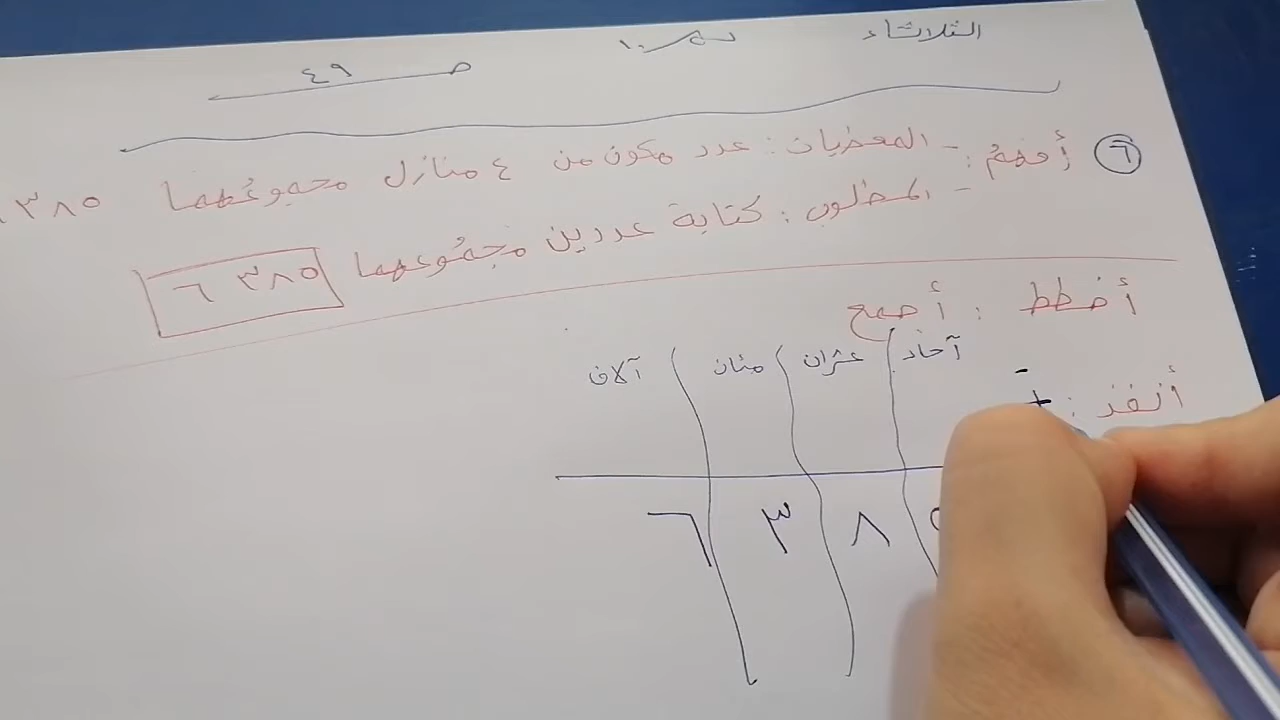 الثلاثاء
ص ٤٩
٦ أفهم : - المعطيات : عدد مكون من ٤ منازل مجموعهما ٣٨٥
- المطلوب : كتابة عددين مجموعهما ٦٣٨٥
أخطط : أجمع
آحاد عشرات مئات آلاف
أنفذ : +
٦ ٣ ٨